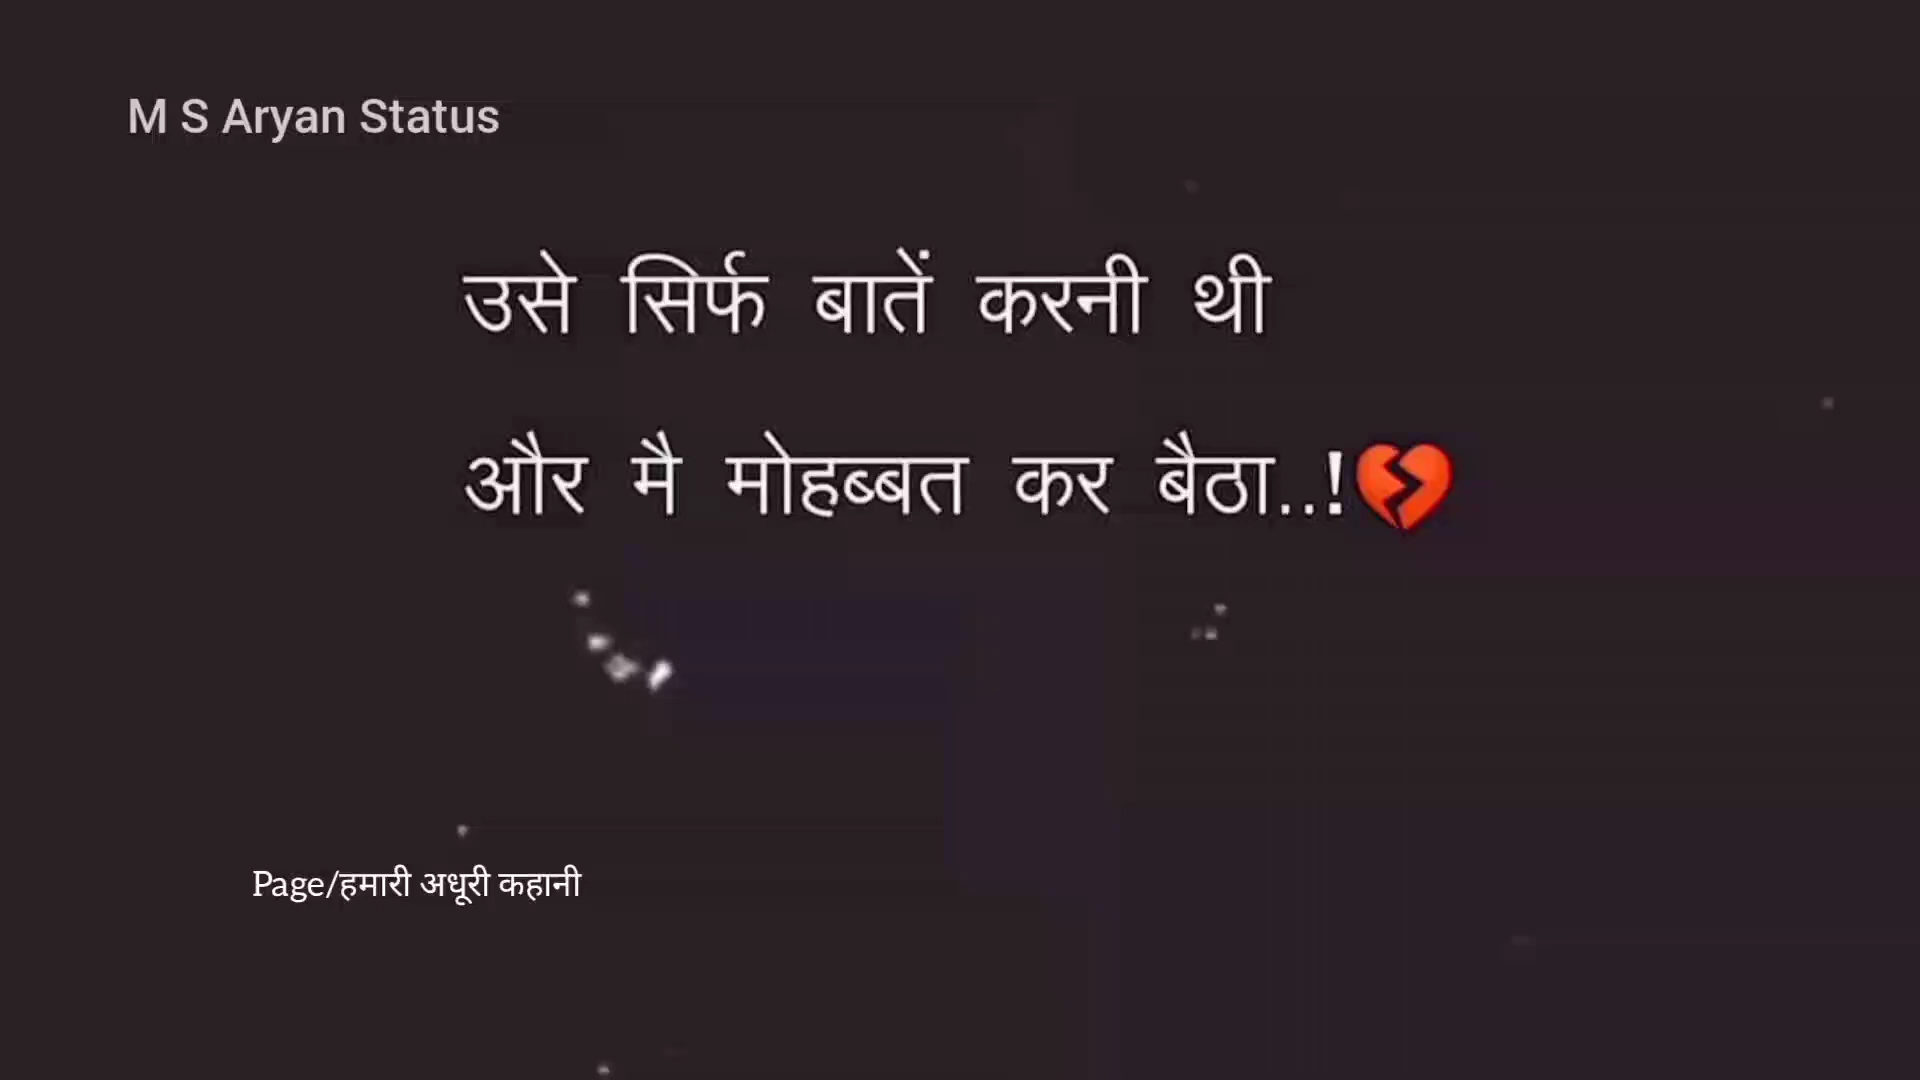 M S Aryan Status
उसे सिर्फ बातें करनी थी
और मै मोहब्बत कर बैठा..!💔
Page/हमारी अधूरी कहानी